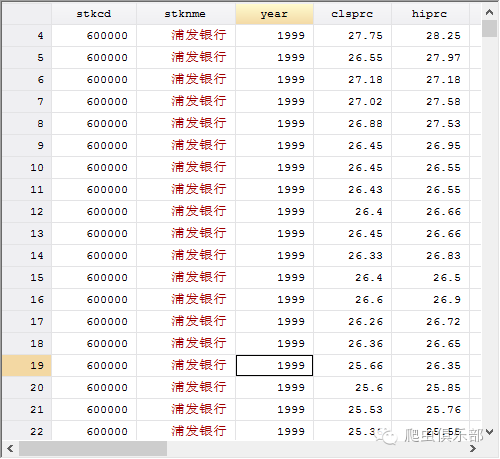 stkcd stknme year clsprc hiprc
4 600000 浦发银行 1999 27.75 28.25
5 600000 浦发银行 1999 26.55 27.97
6 600000 浦发银行 1999 27.18 27.18
7 600000 浦发银行 1999 27.02 27.58
8 600000 浦发银行 1999 26.88 27.53
9 600000 浦发银行 1999 26.45 26.95
10 600000 浦发银行 1999 26.45 26.55
11 600000 浦发银行 1999 26.43 26.55
12 600000 浦发银行 1999 26.4 26.66
13 600000 浦发银行 1999 26.45 26.66
14 600000 浦发银行 1999 26.33 26.83
15 600000 浦发银行 1999 26.4 26.5
16 600000 浦发银行 1999 26.6 26.9
17 600000 浦发银行 1999 26.26 26.72
18 600000 浦发银行 1999 26.36 26.65
19 600000 浦发银行 1999 25.66 26.35
20 600000 浦发银行 1999 25.6 25.85
21 600000 浦发银行 1999 25.53 25.76
22 600000 浦发银行 1999
爬虫俱乐部